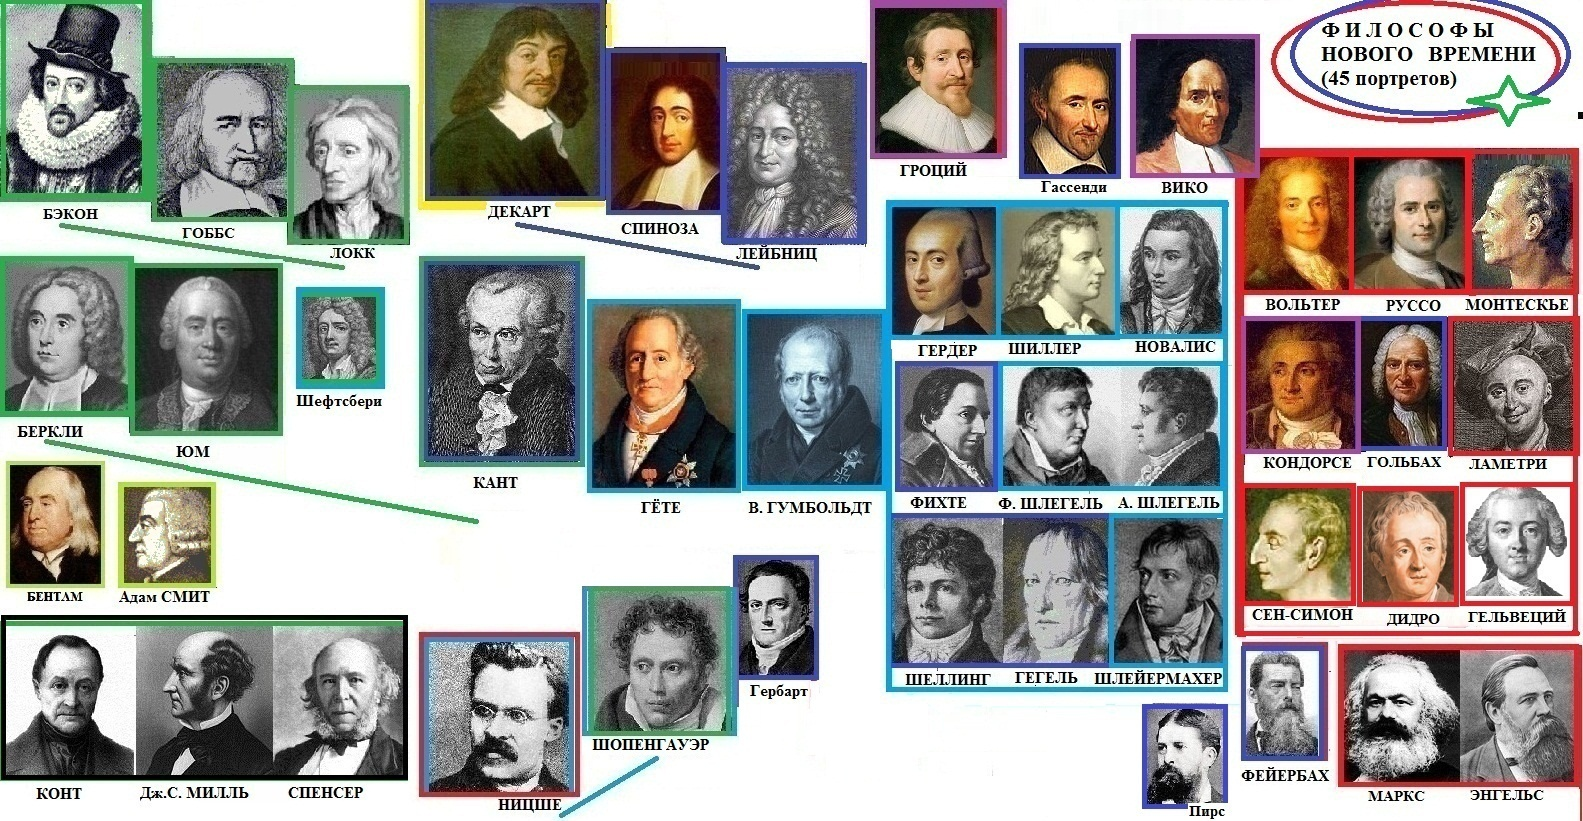 ФИЛОСОФЫ
НОВОГО ВРЕМЕНИ
(45 портретов)
БЭКОН
ГОББС
ЛОКК
ДЕКАРТ
СПИНОЗА
ЛЕЙБНИЦ
ГРОЦИЙ
Гассенди
ВИКО
ВОЛЬТЕР
РУССО
МОНТЕСКЬЕ
БЕРКЛИ
ЮМ
Шефтсбери
КАНТ
ГЁТЕ
В. ГУМБОЛЬДТ
ГЕРДЕР
ШИЛЛЕР
НОВАЛИС
КОНДОРСЕ
ГОЛЬБАХ
ЛАМЕТРИ
ФИХТЕ
Ф. ШЛЕГЕЛЬ
А. ШЛЕГЕЛЬ
БЕНТАМ
Адам СМИТ
СЕН-СИМОН
ДИДРО
ГЕЛЬВЕЦИЙ
ШЕЛЛИНГ
ГЕГЕЛЬ
ШЛЕЙЕРМАХЕР
Гербарт
ШОПЕНГАУЭР
НИЦШЕ
КОНТ
Дж.С. МИЛЛЬ
СПЕНСЕР
Пирс
ФЕЙЕРБАХ
МАРКС
ЭНГЕЛЬС